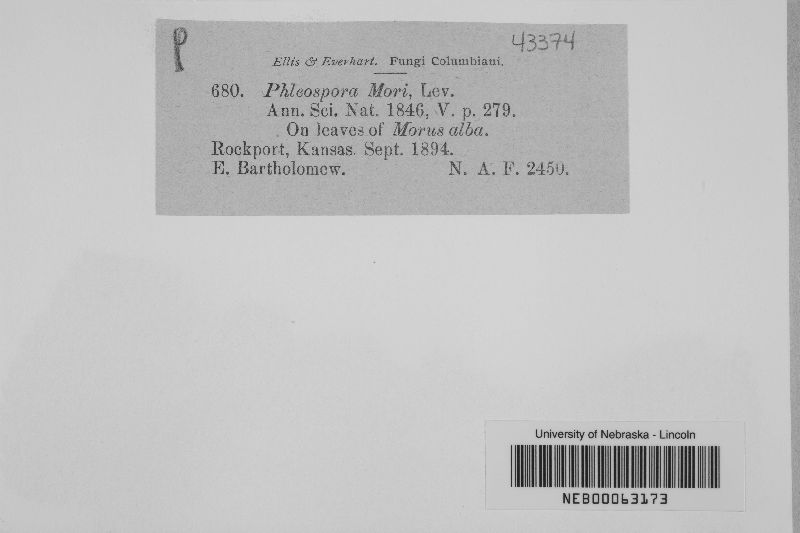 P
43374
Ellis & Everhart. Fungi Columbiani.
680. Phleospora Mori, Lev.
Ann. Sci. Nat. 1846, V. p. 279.
On leaves of Morus alba.
Rockport, Kansas. Sept. 1894.
E. Bartholomew. N. A. F. 2450.
University of Nebraska - Lincoln
NEB00063173